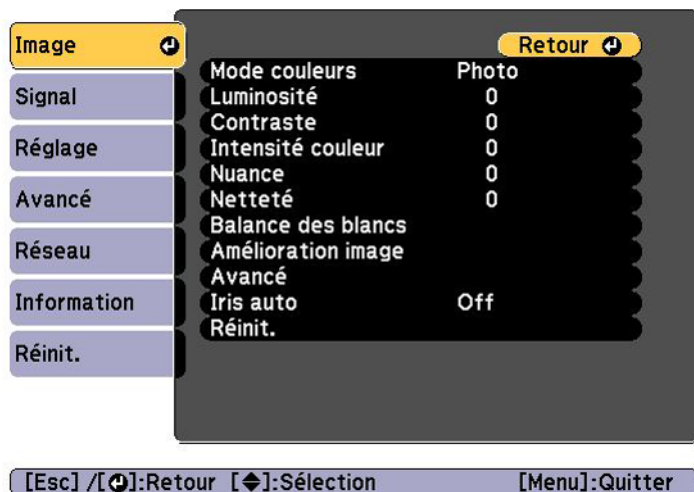 Image
Signal
Réglage
Avancé
Réseau
Information
Réinit.
Retour
Mode couleurs Photo
Luminosité 0
Contraste 0
Intensité couleur 0
Nuance 0
Netteté 0
Balance des blancs
Amélioration image
Avancé
Iris auto Off
Réinit.
[Esc] /[⏎]:Retour [◆]:Sélection [Menu]:Quitter